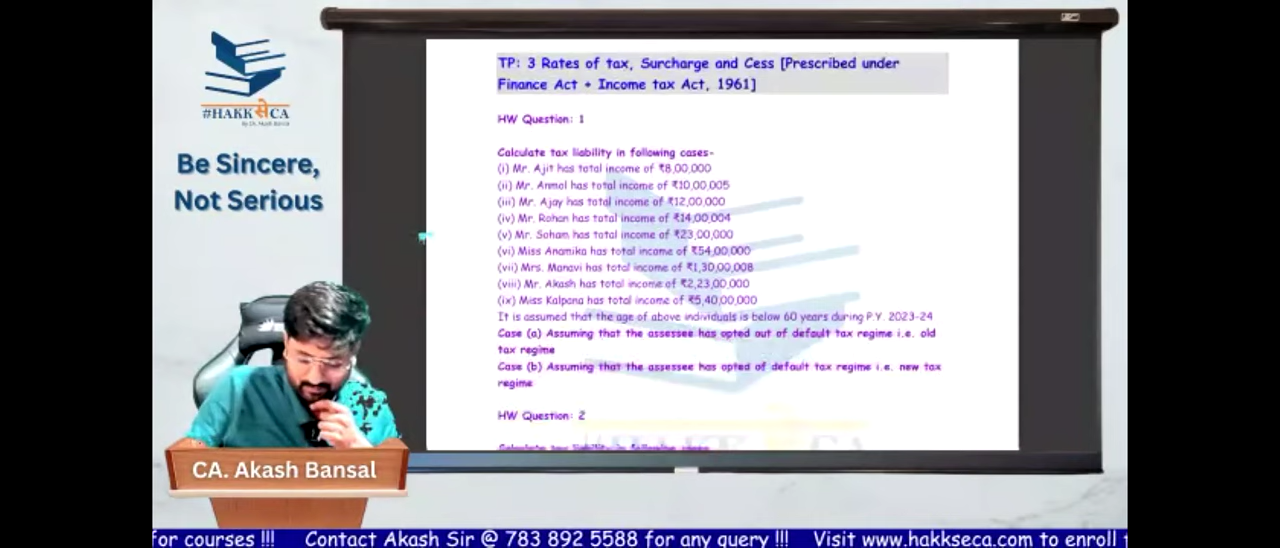 #HAKKसेCA
by CA. Akash Bansal
Be Sincere,
Not Serious
TP: 3 Rates of tax, Surcharge and Cess [Prescribed under
Finance Act + Income tax Act, 1961]
HW Question: 1
Calculate tax liability in following cases-
(i) Mr. Ajit has total income of ₹8,00,000
(ii) Mr. Anmol has total income of ₹10,00,005
(iii) Mr. Ajay has total income of ₹12,00,000
(iv) Mr. Rohan has total income of ₹14,00,004
(v) Mr. Soham has total income of ₹23,00,000
(vi) Miss Anamika has total income of ₹54,00,000
(vii) Mrs. Manavi has total income of ₹1,30,00,008
(viii) Mr. Akash has total income of ₹2,23,00,000
(ix) Miss Kalpana has total income of ₹5,40,00,000
It is assumed that the age of above individuals is below 60 years during P.Y. 2023-24
Case (a) Assuming that the assessee has opted out of default tax regime i.e. old
tax regime
Case (b) Assuming that the assessee has opted of default tax regime i.e. new tax
regime
HW Question: 2
Calculate tax liability in following cases
CA. Akash Bansal
for courses !!! Contact Akash Sir @ 783 892 5588 for any query !!! Visit www.hakkseca.com to enroll